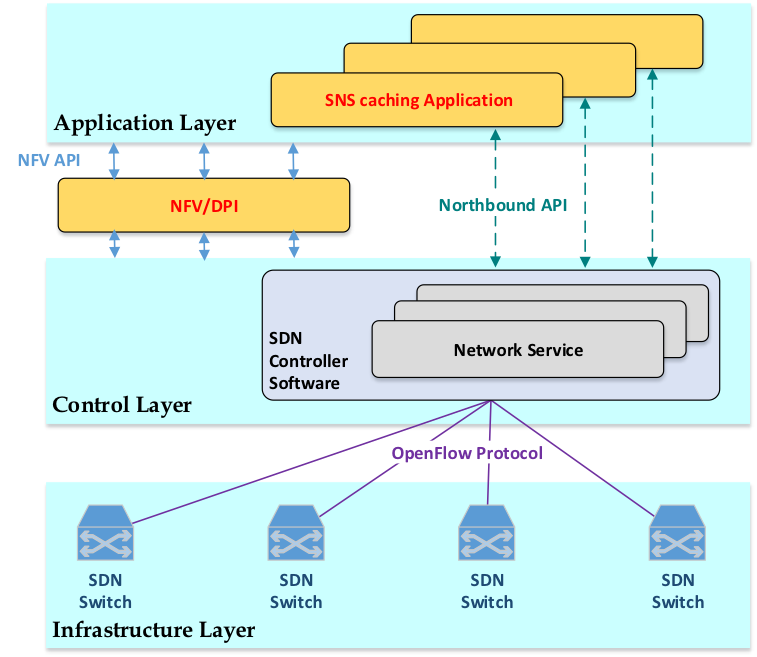 SNS caching Application
Application Layer
NFV API
NFV/DPI
Northbound API
SDN
Controller
Software
Network Service
Control Layer
OpenFlow Protocol
SDN
Switch
SDN
Switch
SDN
Switch
SDN
Switch
Infrastructure Layer